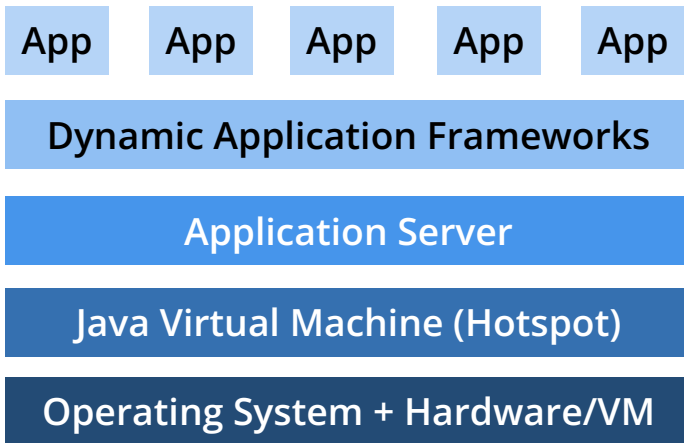 App App App App App
Dynamic Application Frameworks
Application Server
Java Virtual Machine (Hotspot)
Operating System + Hardware/VM